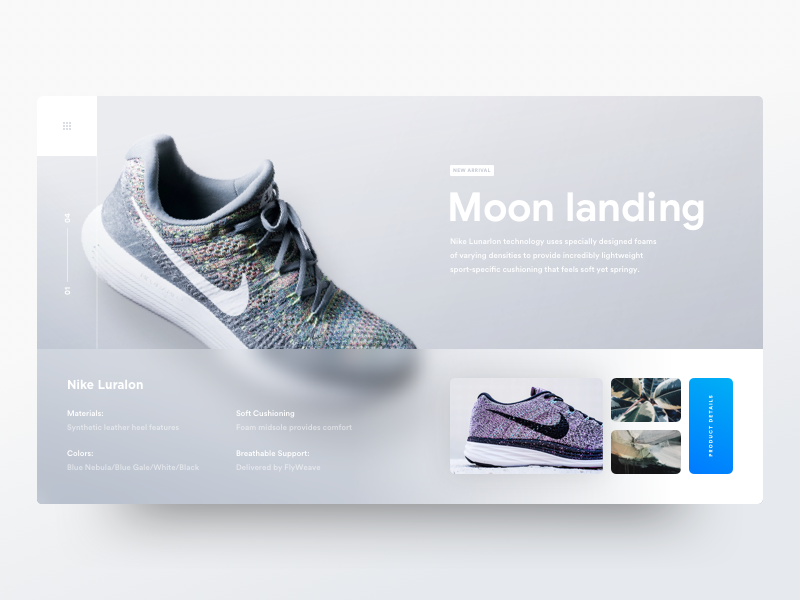 NEW ARRIVAL
Moon landing
Nike Lunarlon technology uses specially designed foams
of varying densities to provide incredibly lightweight
sport-specific cushioning that feels soft yet springy.
04
01
Nike Luralon
Materials:
Synthetic leather heel features
Soft Cushioning
Foam midsole provides comfort
Colors:
Blue Nebula/Blue Gale/White/Black
Breathable Support:
Delivered by FlyWeave
PRODUCT DETAILS